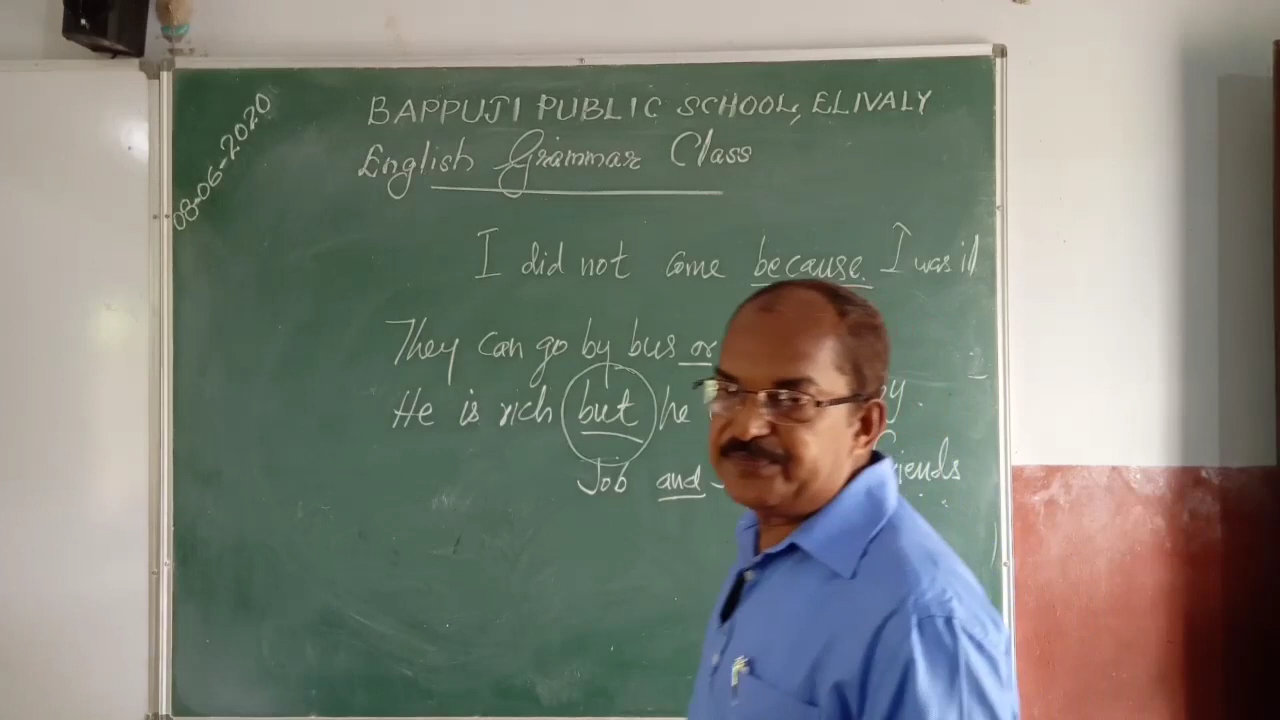 08-06-2020
BAPPUJI PUBLIC SCHOOL, ELIVALY
English Grammar Class
I did not come because I was ill
They can go by bus or
He is rich but he
Job and friends